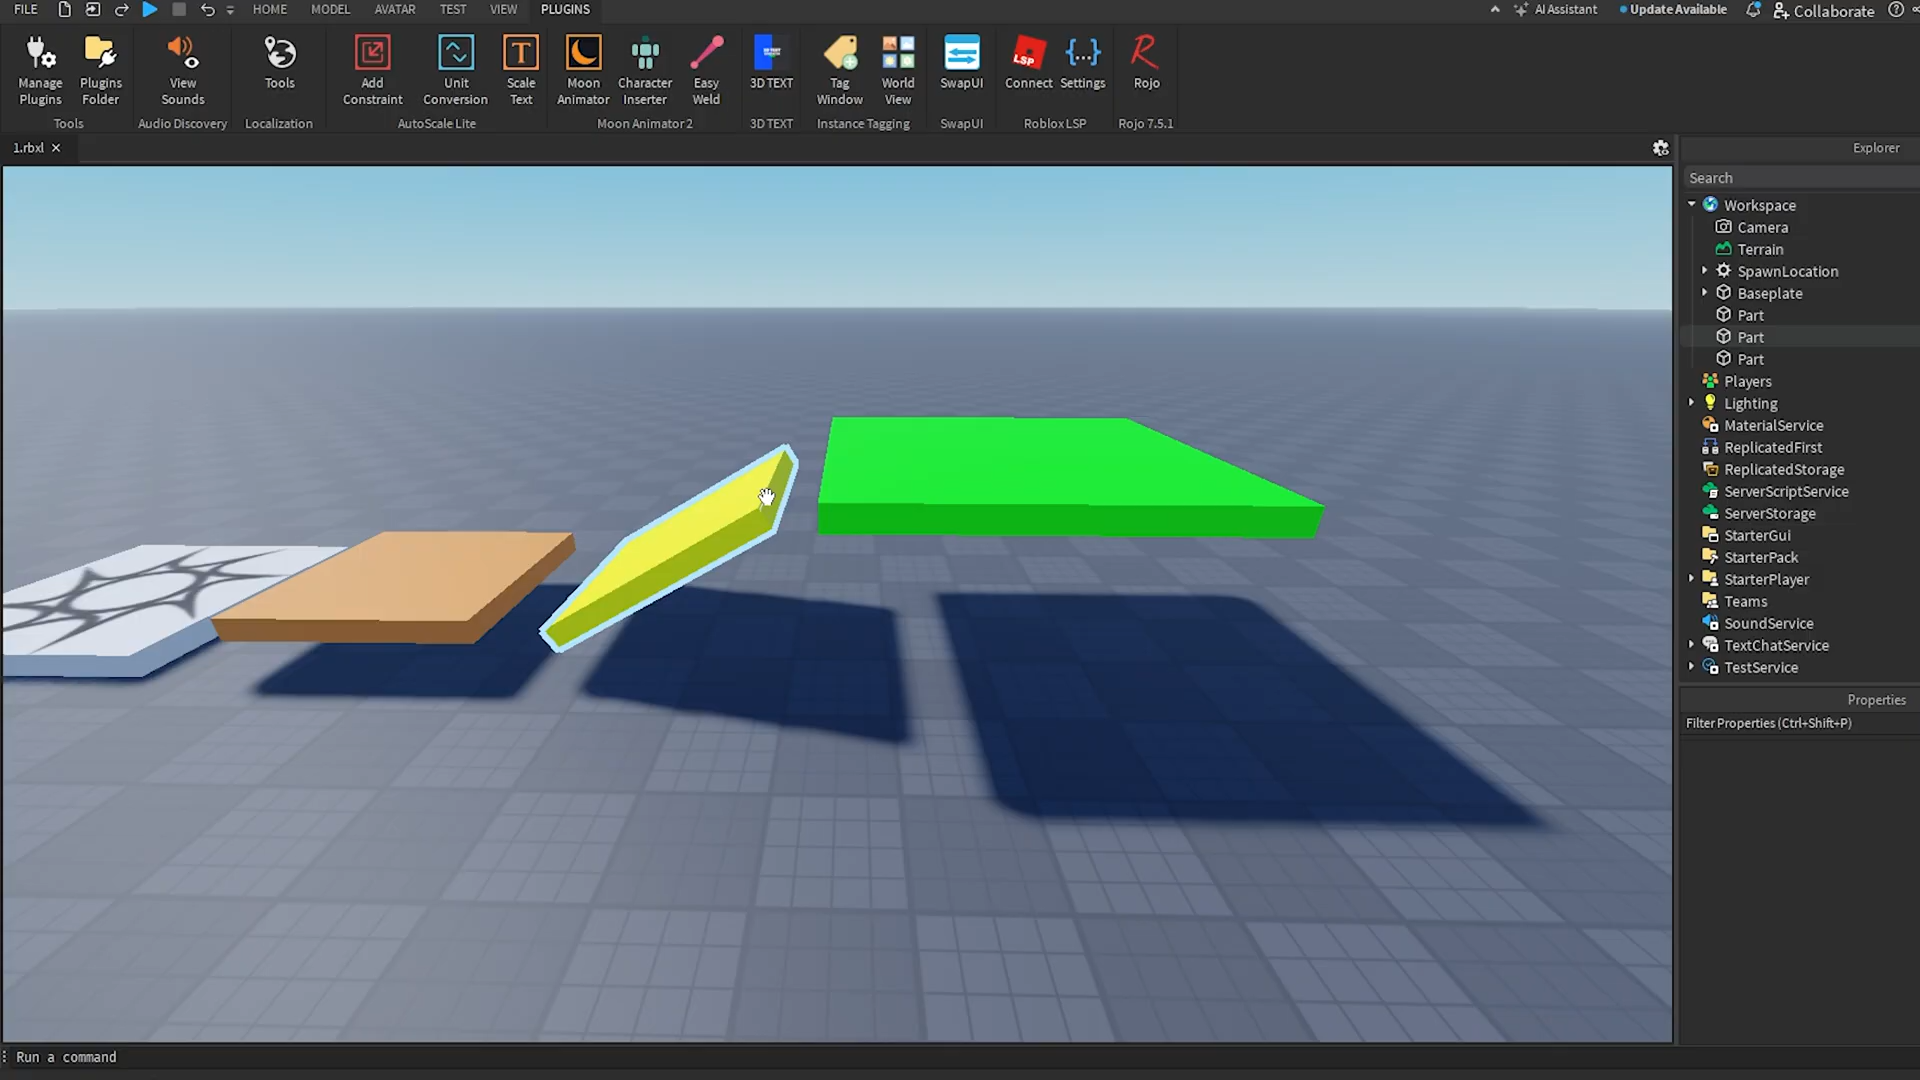 FILE HOME MODEL AVATAR TEST VIEW PLUGINS AI Assistant Update Available Collaborate
Manage Plugins
Plugins Folder
View Sounds
Tools
Add Constraint
Unit Conversion
Scale Text
Moon Animator
Character Inserter
Easy Weld
3D TEXT
Tag Window
World View
SwapUI
LSP
Connect
Settings
Rojo
Tools Audio Discovery Localization AutoScale Lite Moon Animator 2 3D TEXT Instance Tagging SwapUI Roblox LSP Rojo 7.5.1
1.rbxl
Explorer
Search
Workspace
Camera
Terrain
SpawnLocation
Baseplate
Part
Part
Part
Players
Lighting
MaterialService
ReplicatedFirst
ReplicatedStorage
ServerScriptService
ServerStorage
StarterGui
StarterPack
StarterPlayer
Teams
SoundService
TextChatService
TestService
Properties
Filter Properties (Ctrl+Shift+P)
Run a command